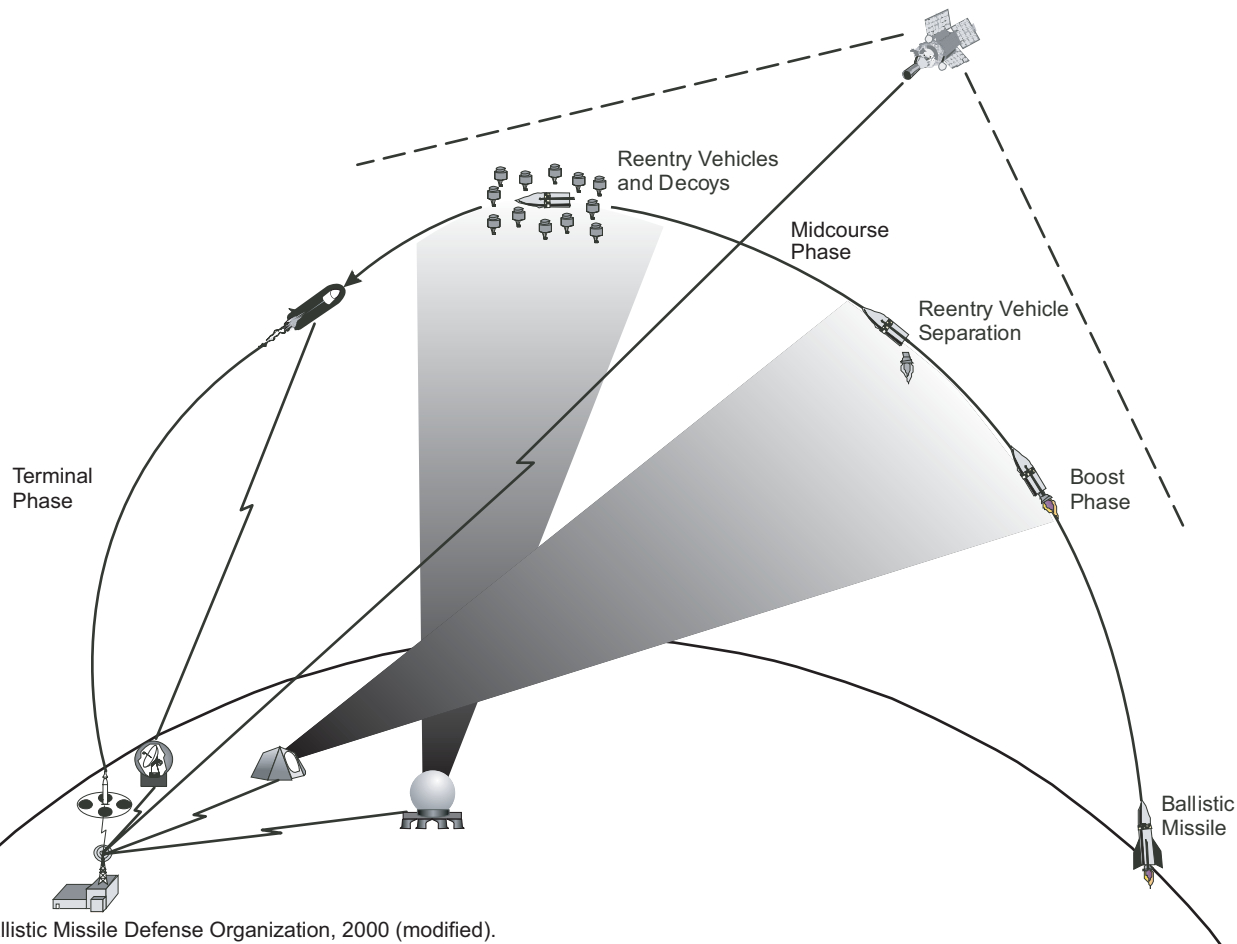 Reentry Vehicles
and Decoys
Midcourse
Phase
Reentry Vehicle
Separation
Terminal
Phase
Boost
Phase
Ballistic
Missile
llistic Missile Defense Organization, 2000 (modified).